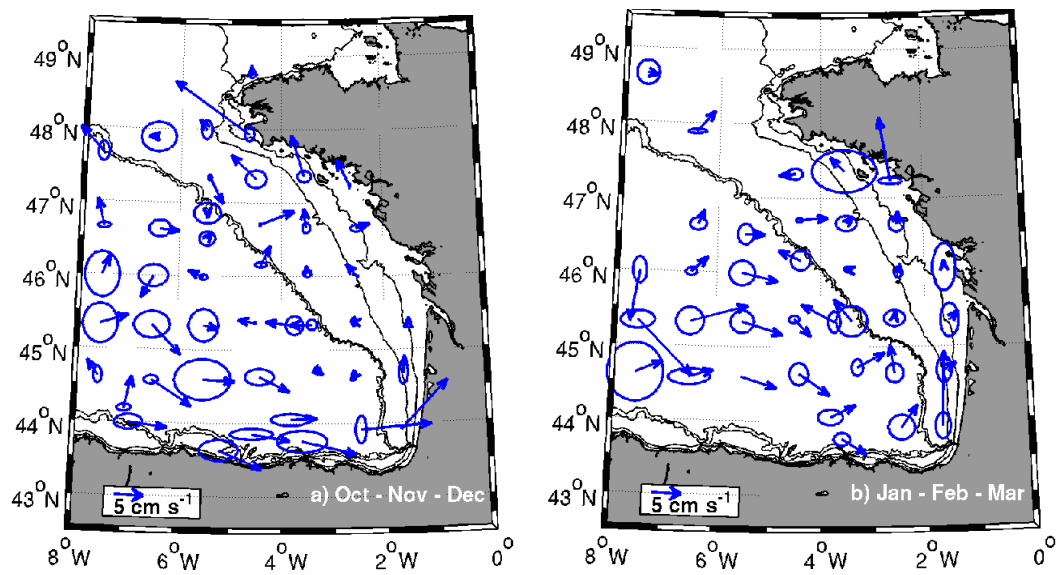 49°N
48°N
47°N
46°N
45°N
44°N
43°N
8°W
6°W
4°W
2°W
0°
5 cm s⁻¹
a) Oct - Nov - Dec
49°N
48°N
47°N
46°N
45°N
44°N
43°N
8°W
6°W
4°W
2°W
0°
5 cm s⁻¹
b) Jan - Feb - Mar